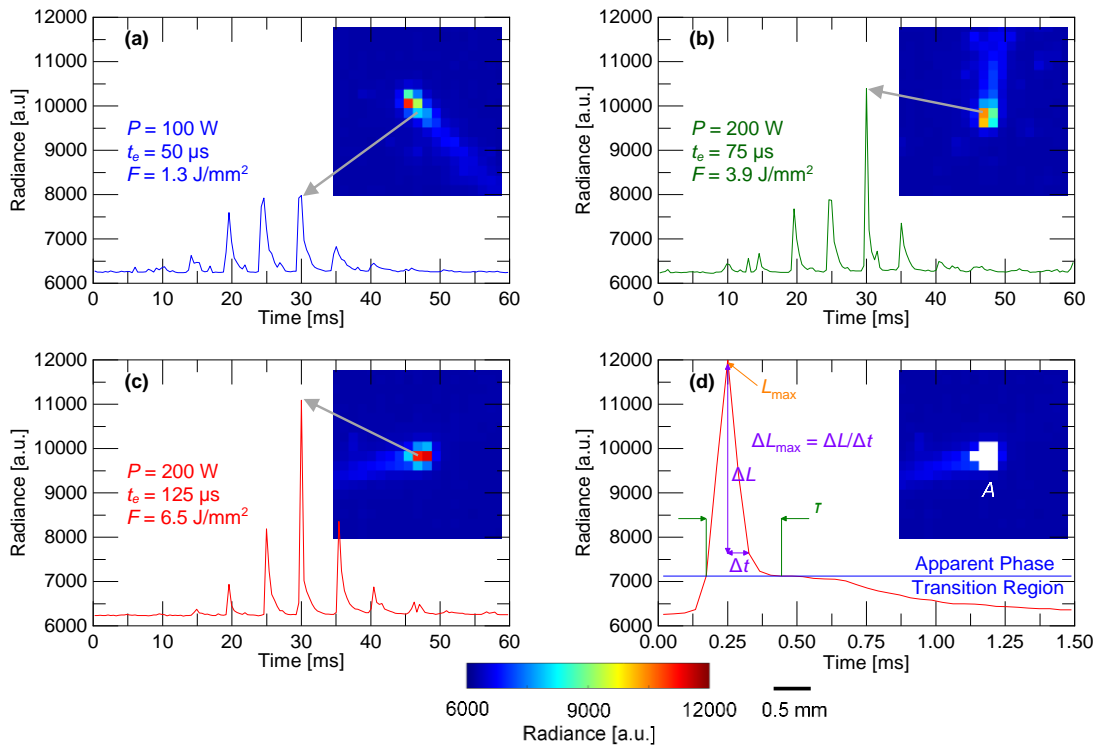 (a)
12000
11000
10000
9000
8000
7000
6000
Radiance [a.u]
P = 100 W
t_e = 50 μs
F = 1.3 J/mm²
0 10 20 30 40 50 60
Time [ms]
(b)
12000
11000
10000
9000
8000
7000
6000
Radiance [a.u.]
P = 200 W
t_e = 75 μs
F = 3.9 J/mm²
0 10 20 30 40 50 60
Time [ms]
(c)
12000
11000
10000
9000
8000
7000
6000
Radiance [a.u.]
P = 200 W
t_e = 125 μs
F = 6.5 J/mm²
0 10 20 30 40 50 60
Time [ms]
(d)
12000
11000
10000
9000
8000
7000
6000
Radiance [a.u.]
L_max
ΔL_max = ΔL/Δt
ΔL
A
τ
Δt
Apparent Phase
Transition Region
0.00 0.25 0.50 0.75 1.00 1.25 1.50
Time [ms]
6000 9000 12000
Radiance [a.u.]
0.5 mm